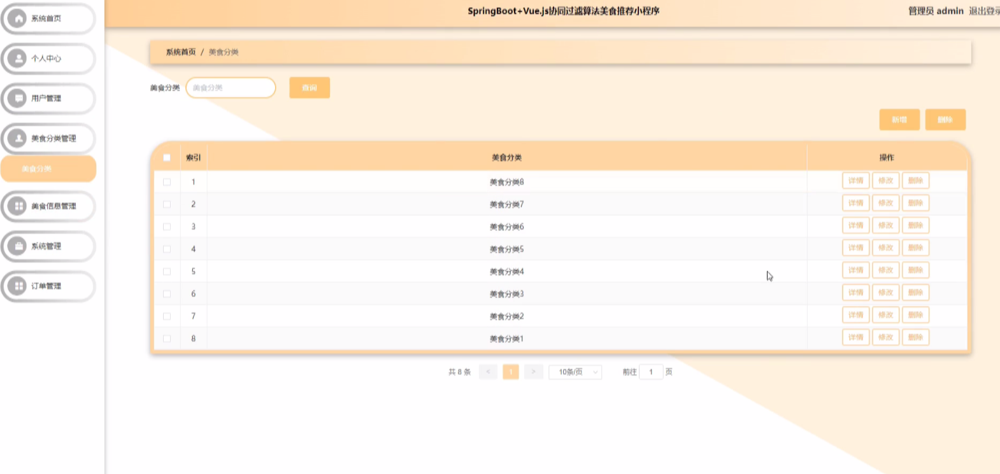 SpringBoot+Vue.js协同过滤算法美食推荐小程序
管理员 admin 退出登录
系统首页
个人中心
用户管理
美食分类管理
美食分类
美食信息管理
系统管理
订单管理
系统首页 / 美食分类
美食分类 美食分类 查询
新增 删除
索引 美食分类 操作
1 美食分类8 详情 修改 删除
2 美食分类7 详情 修改 删除
3 美食分类6 详情 修改 删除
4 美食分类5 详情 修改 删除
5 美食分类4 详情 修改 删除
6 美食分类3 详情 修改 删除
7 美食分类2 详情 修改 删除
8 美食分类1 详情 修改 删除
共 8 条 < 1 > 10条/页 前往 1 页